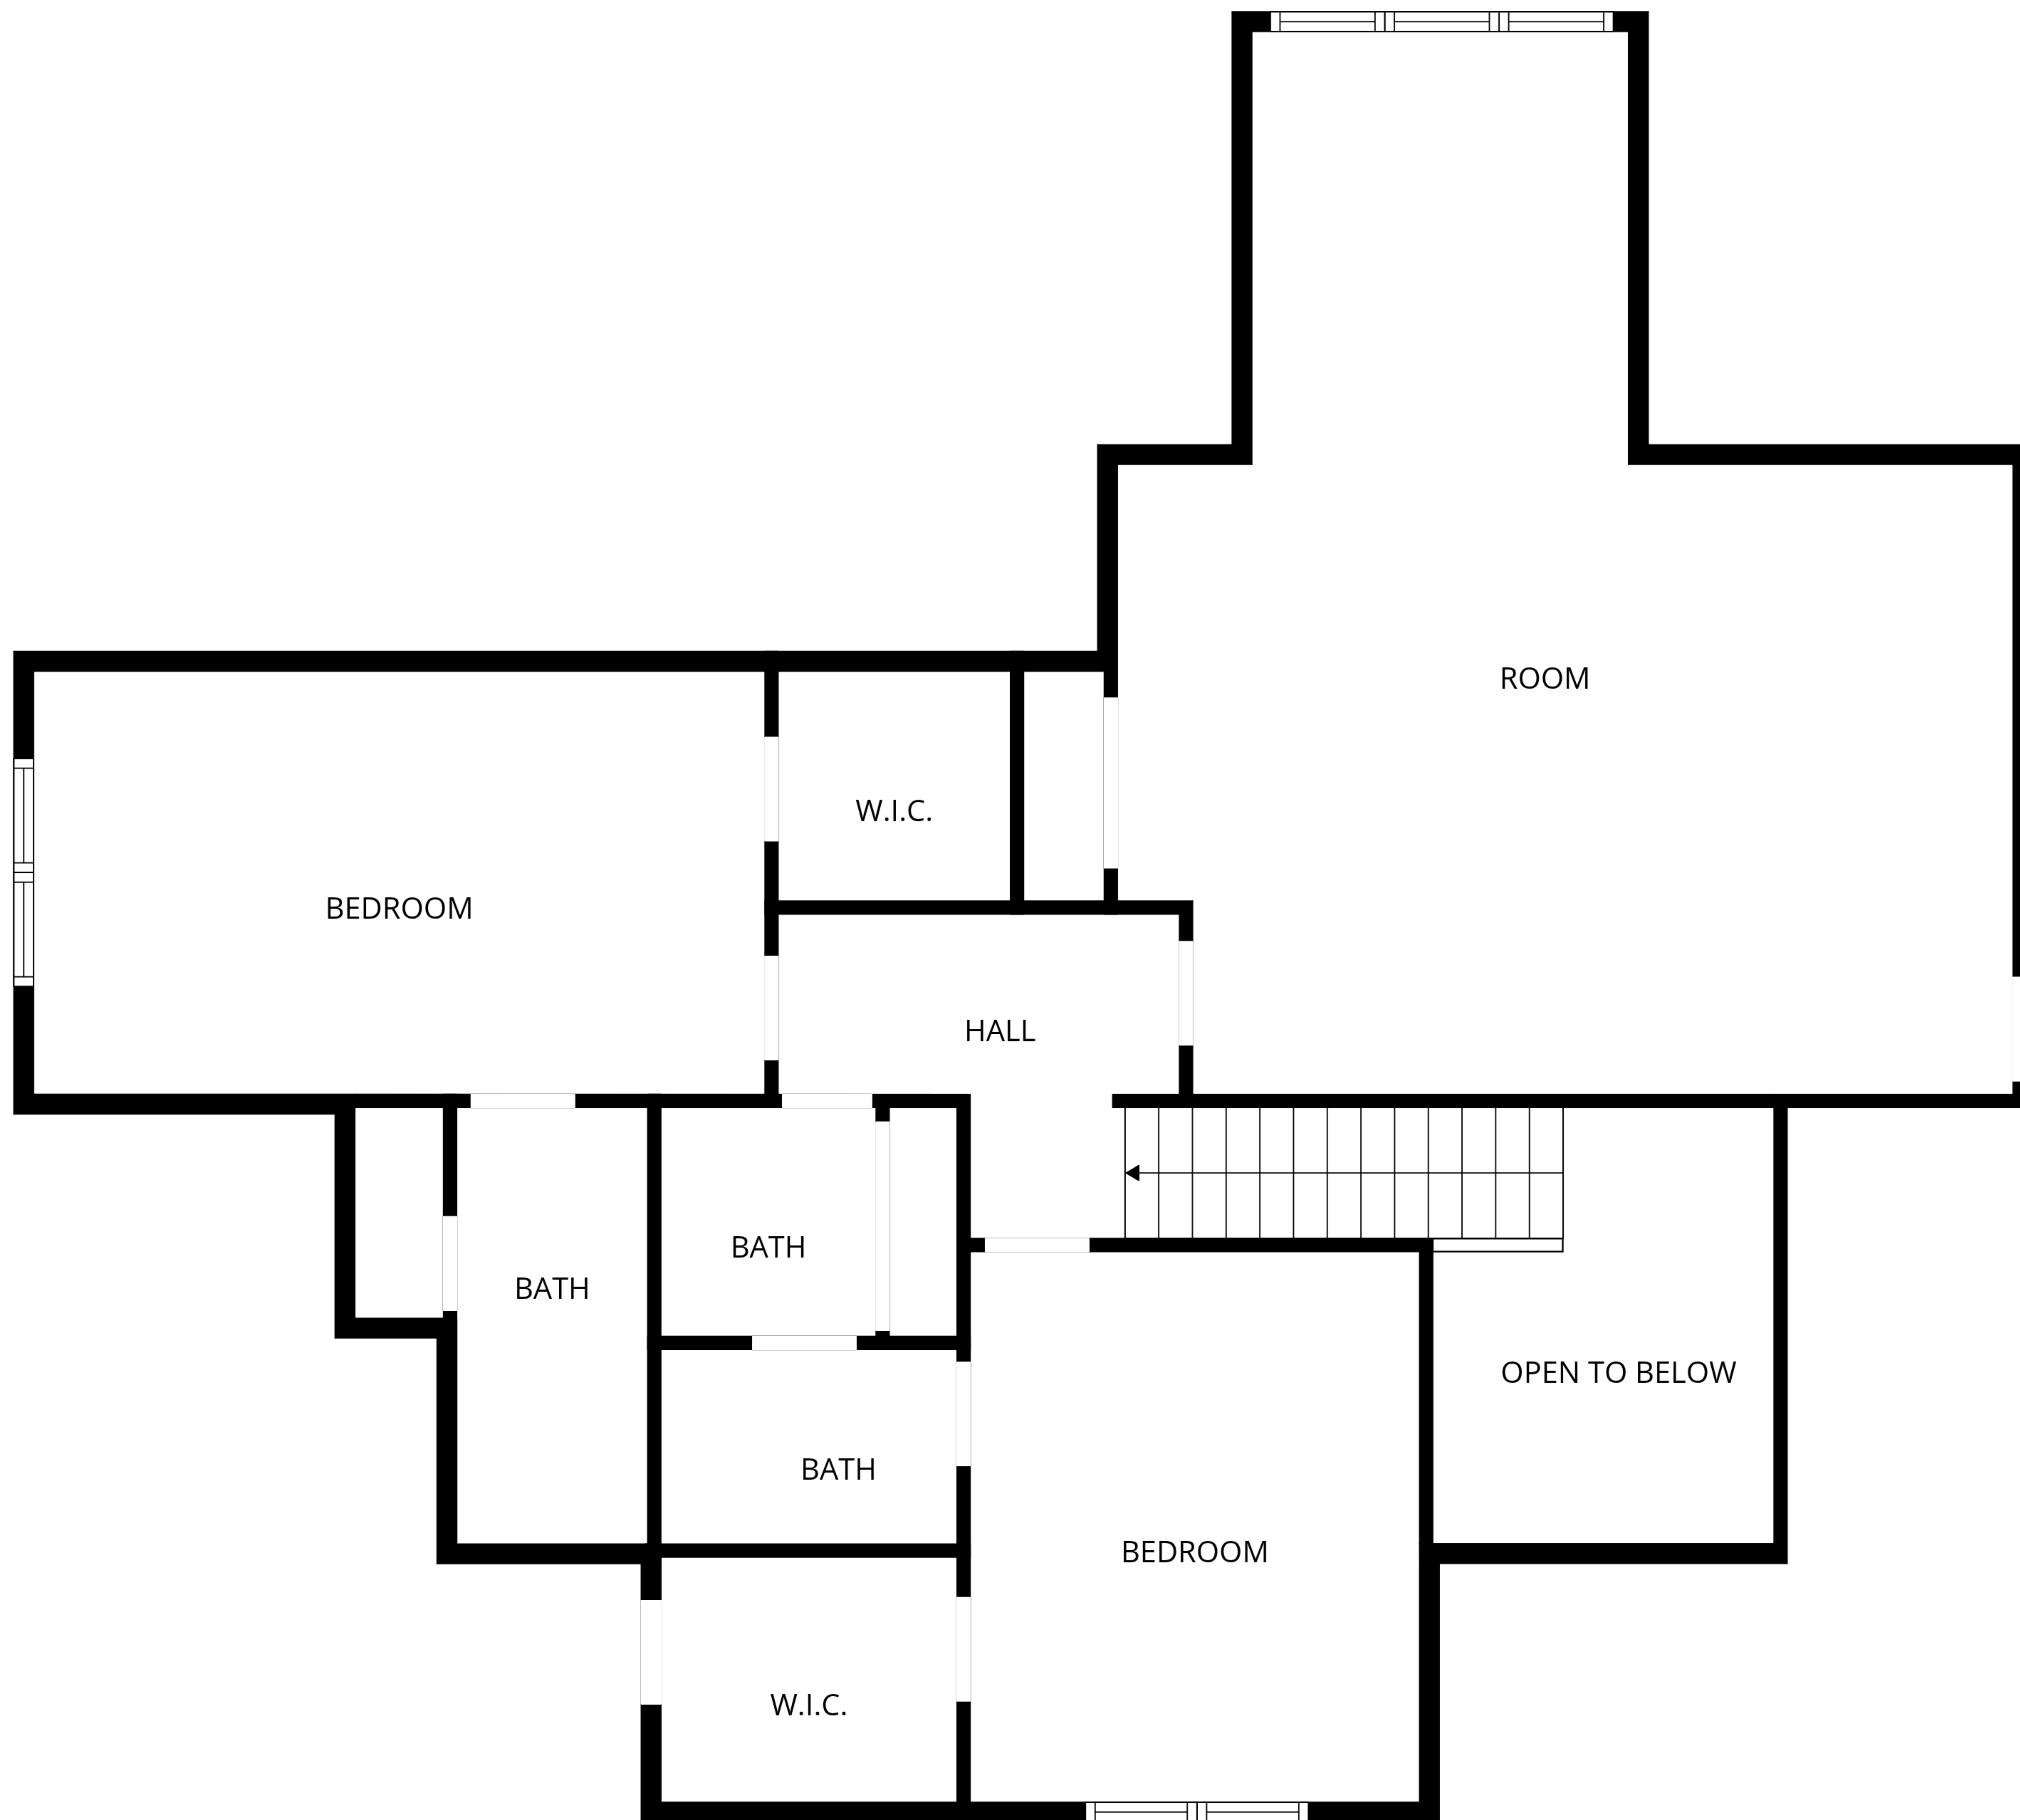 ROOM
W.I.C.
BEDROOM
HALL
BATH
BATH
OPEN TO BELOW
BATH
BEDROOM
W.I.C.